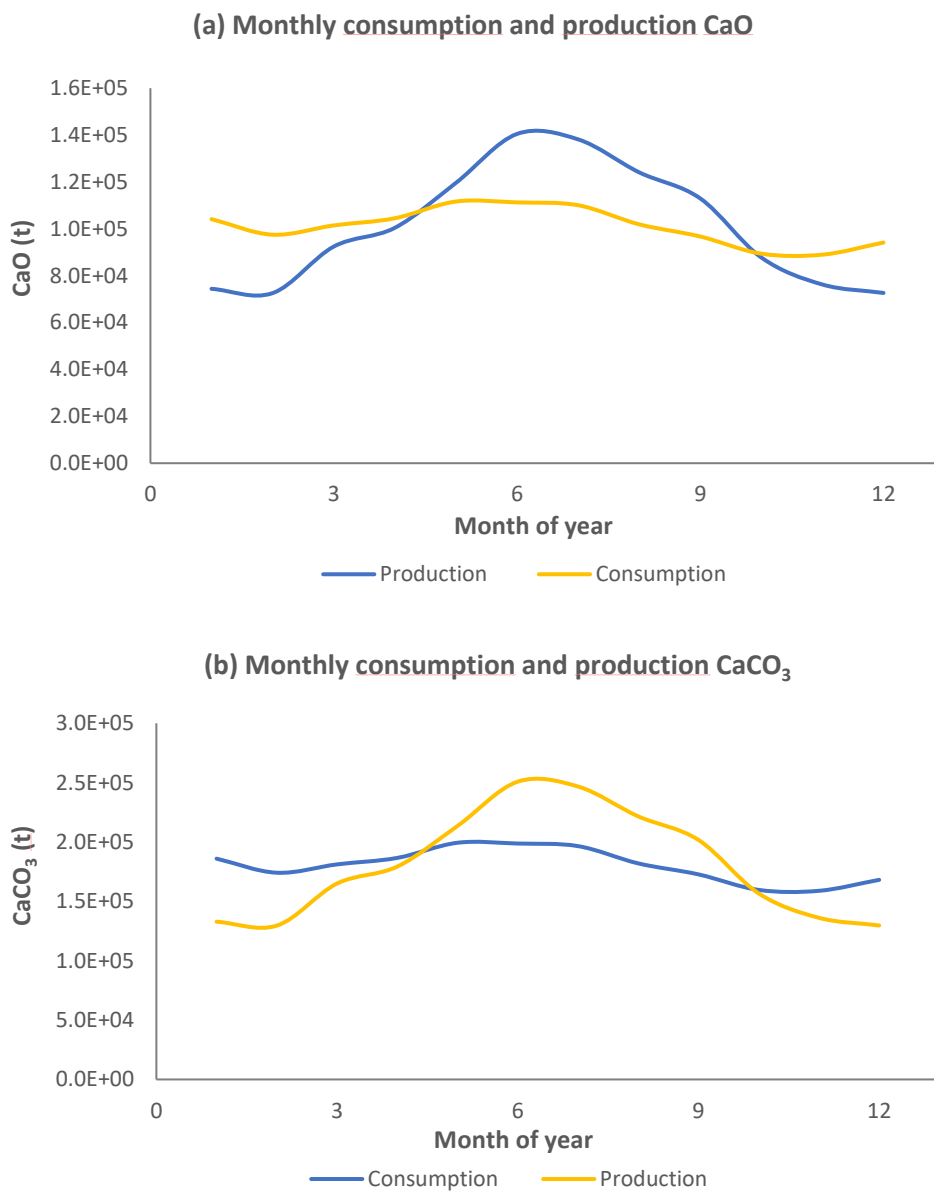 (a) Monthly consumption and production CaO
1.6E+05
1.4E+05
1.2E+05
1.0E+05
8.0E+04
6.0E+04
4.0E+04
2.0E+04
0.0E+00
CaO (t)
0 3 6 9 12
Month of year
Production Consumption
(b) Monthly consumption and production CaCO₃
3.0E+05
2.5E+05
2.0E+05
1.5E+05
1.0E+05
5.0E+04
0.0E+00
CaCO₃ (t)
0 3 6 9 12
Month of year
Consumption Production